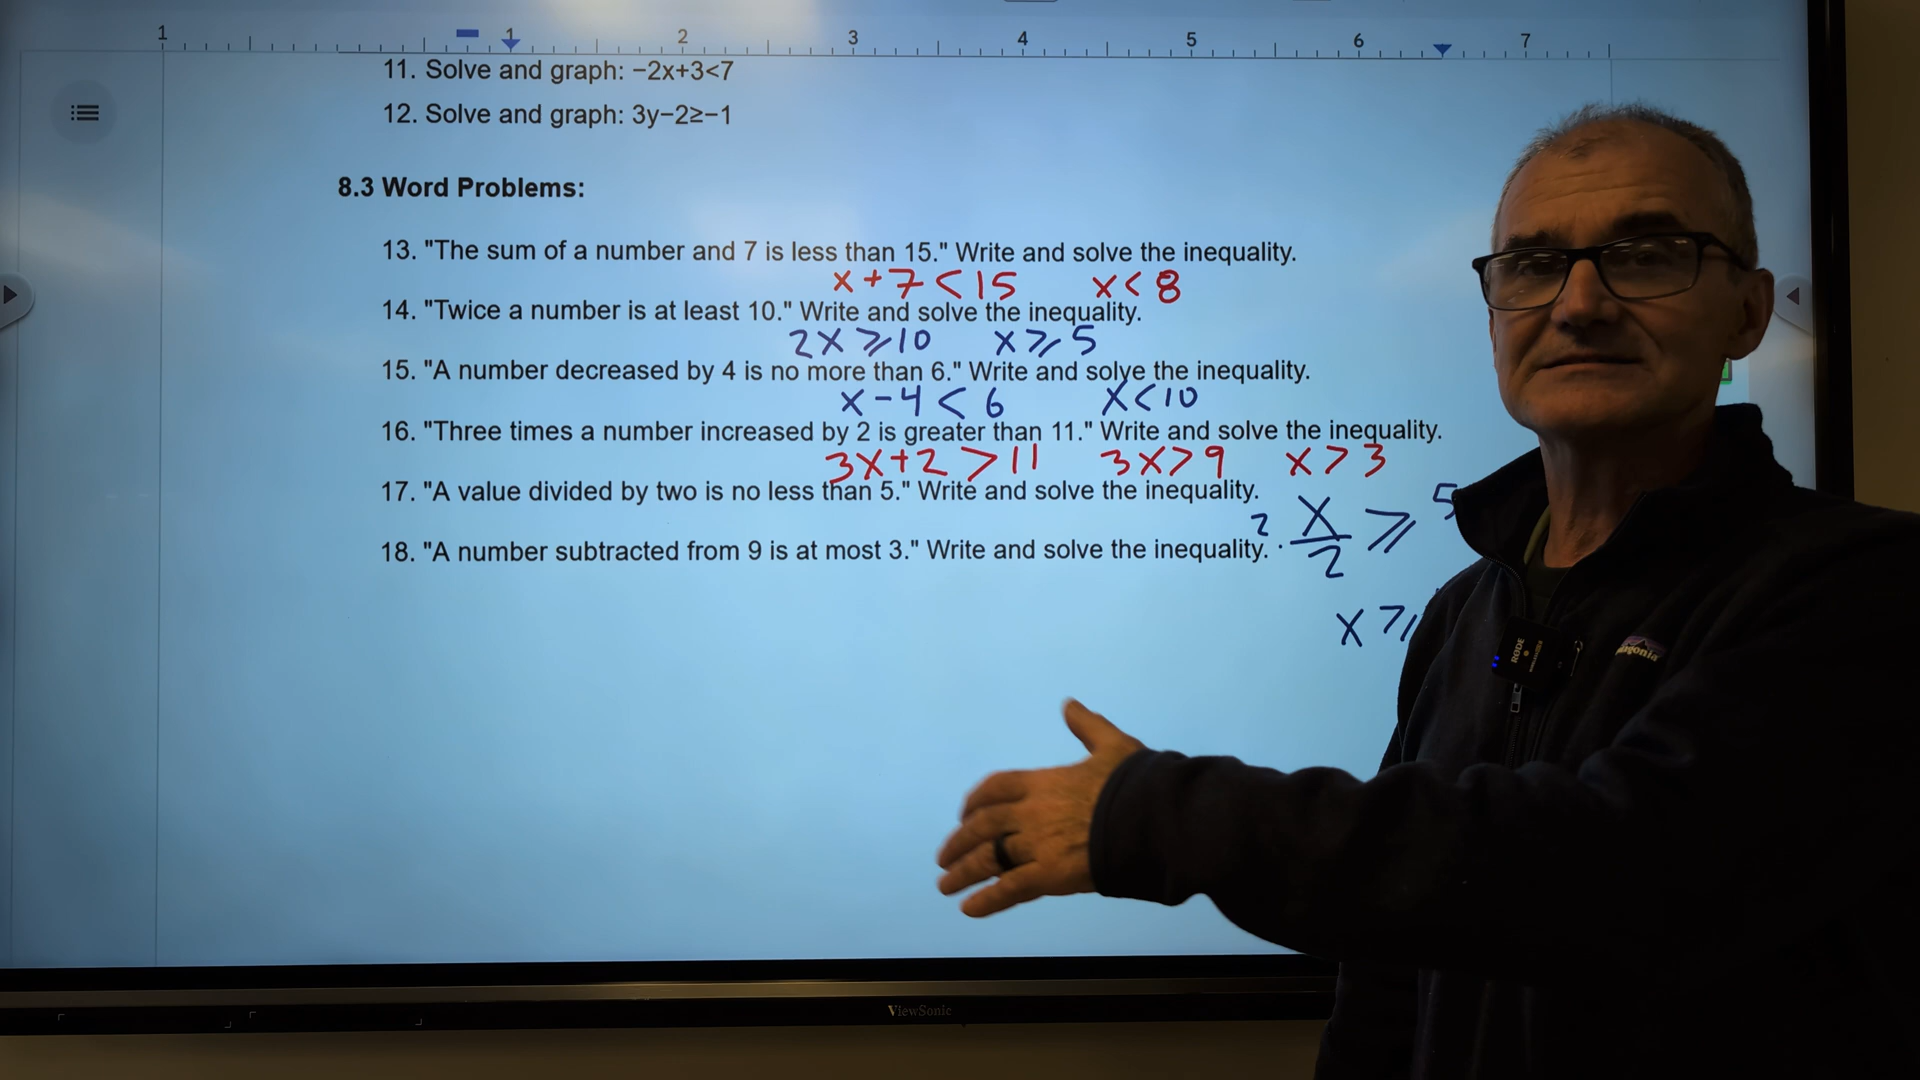 1 1 2 3 4 5 6 7
11. Solve and graph: −2x+3<7
12. Solve and graph: 3y−2≥−1
8.3 Word Problems:
13. "The sum of a number and 7 is less than 15." Write and solve the inequality.
x+7<15 x<8
14. "Twice a number is at least 10." Write and solve the inequality.
2x⩾10 x⩾5
15. "A number decreased by 4 is no more than 6." Write and solve the inequality.
x-4<6 x<10
16. "Three times a number increased by 2 is greater than 11." Write and solve the inequality.
3x+2>11 3x>9 x>3
17. "A value divided by two is no less than 5." Write and solve the inequality.
2 · x/2 ⩾ 5
18. "A number subtracted from 9 is at most 3." Write and solve the inequality.
x⩾
RØDE
patagonia
ViewSonic